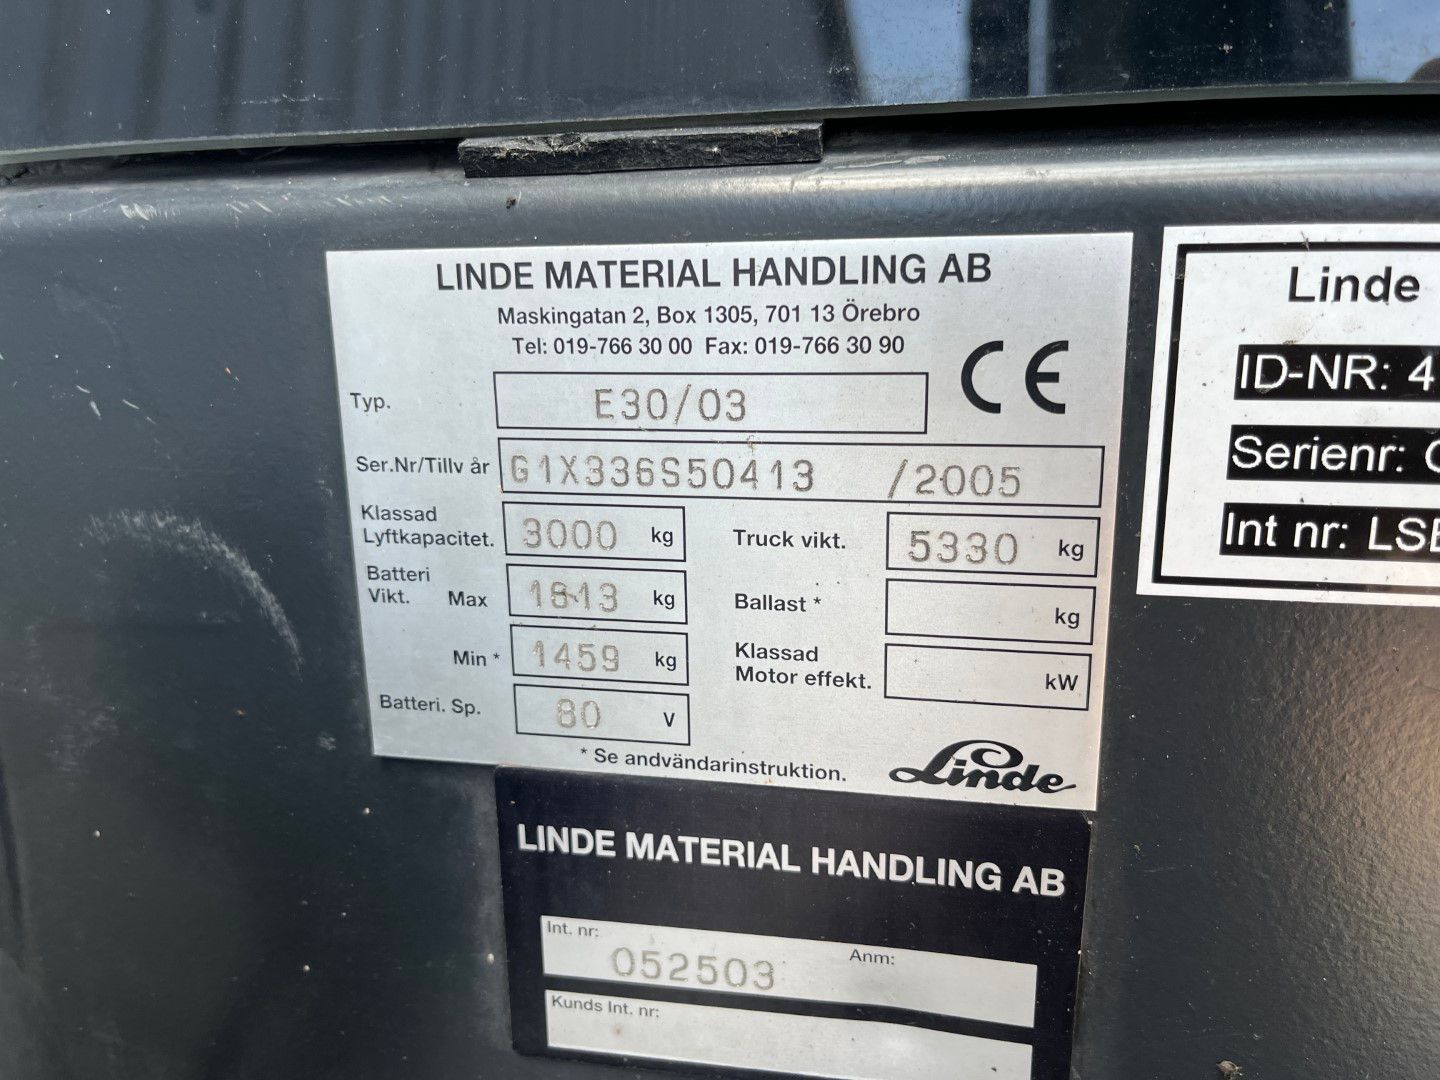 LINDE MATERIAL HANDLING AB
Maskingatan 2, Box 1305, 701 13 Örebro
Tel: 019-766 30 00 Fax: 019-766 30 90
CE
Typ. E30/03
Ser.Nr/Tillv år G1X336S50413 /2005
Klassad
Lyftkapacitet. 3000 kg
Truck vikt. 5330 kg
Batteri
Vikt. Max 1613 kg
Ballast * kg
Min * 1459 kg
Klassad
Motor effekt. kW
Batteri. Sp. 80 V
* Se andvändarinstruktion.
Linde
LINDE MATERIAL HANDLING AB
Int. nr: 052503 Anm:
Kunds Int. nr:
Linde
ID-NR: 4
Serienr:
Int nr: LS